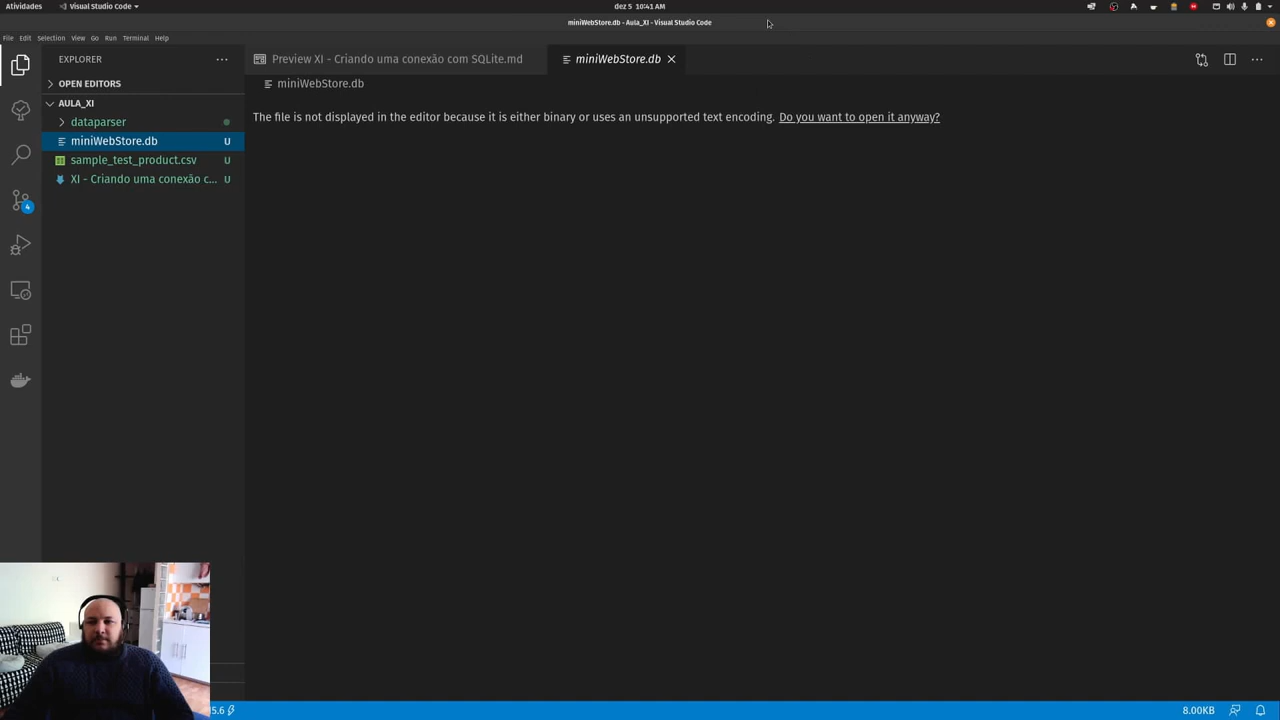 Atividades
Visual Studio Code
dez 5 10:41 AM
miniWebStore.db - Aula_XI - Visual Studio Code
File Edit Selection View Go Run Terminal Help
EXPLORER
Preview XI - Criando uma conexão com SQLite.md
miniWebStore.db
OPEN EDITORS
miniWebStore.db
AULA_XI
The file is not displayed in the editor because it is either binary or uses an unsupported text encoding. Do you want to open it anyway?
dataparser
miniWebStore.db U
sample_test_product.csv U
XI - Criando uma conexão c... U
4
5.6
8.00KB